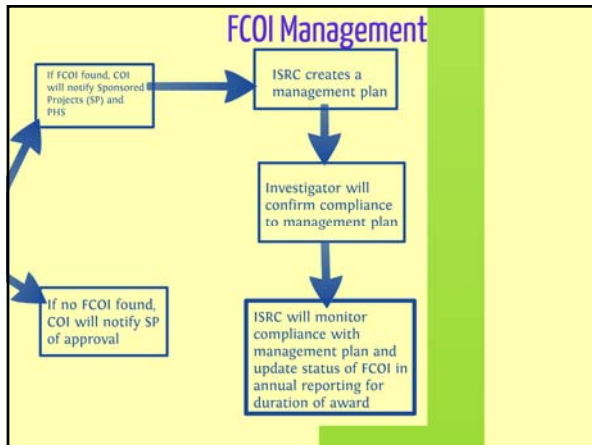 FCOI Management
If FCOI found, COI
will notify Sponsored
Projects (SP) and
PHS
ISRC creates a
management plan
Investigator will
confirm compliance
to management plan
If no FCOI found,
COI will notify SP
of approval
ISRC will monitor
compliance with
management plan and
update status of FCOI in
annual reporting for
duration of award